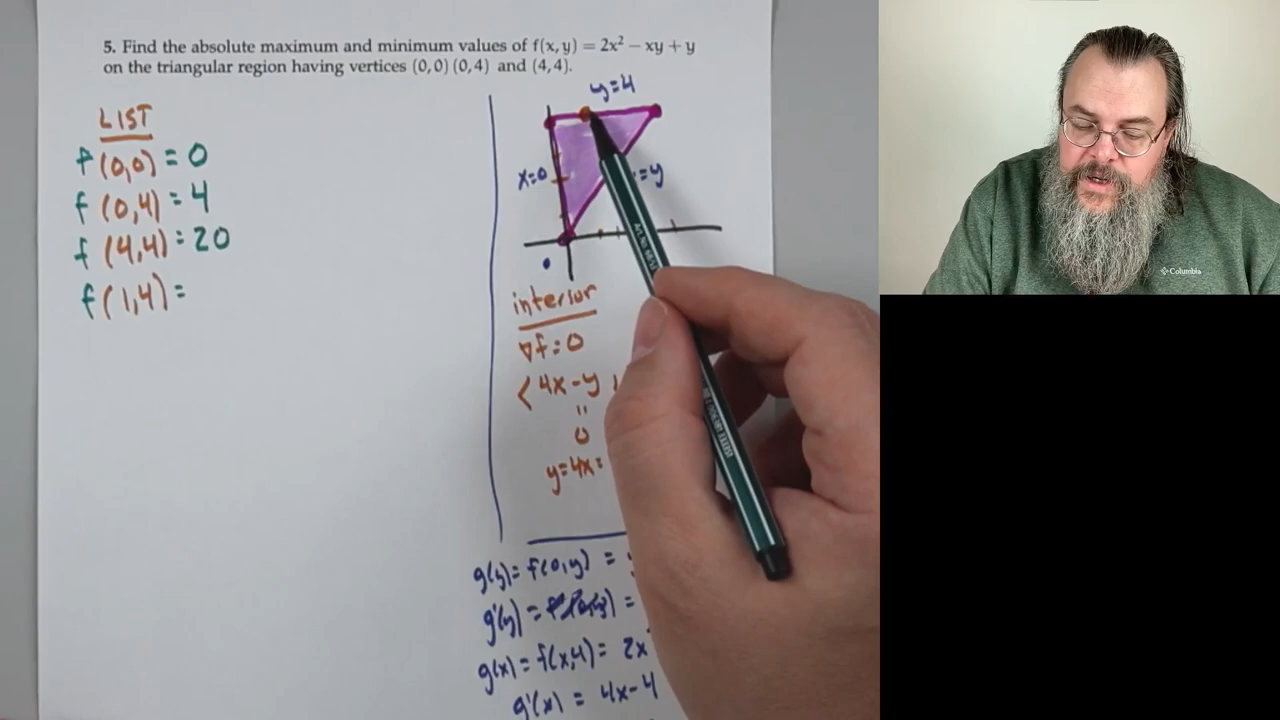 5. Find the absolute maximum and minimum values of f(x, y) = 2x² − xy + y
on the triangular region having vertices (0, 0) (0, 4) and (4, 4).
LIST
f(0,0) = 0
f(0,4) = 4
f(4,4) = 20
f(1,4) =
y=4
x=0
=y
interior
∇f=0
<4x-y
"
0
y=4x=
g(y)= f(0,y) =
g'(y) =
g(x) = f(x,4) = 2x
g'(x) = 4x-4
Columbia